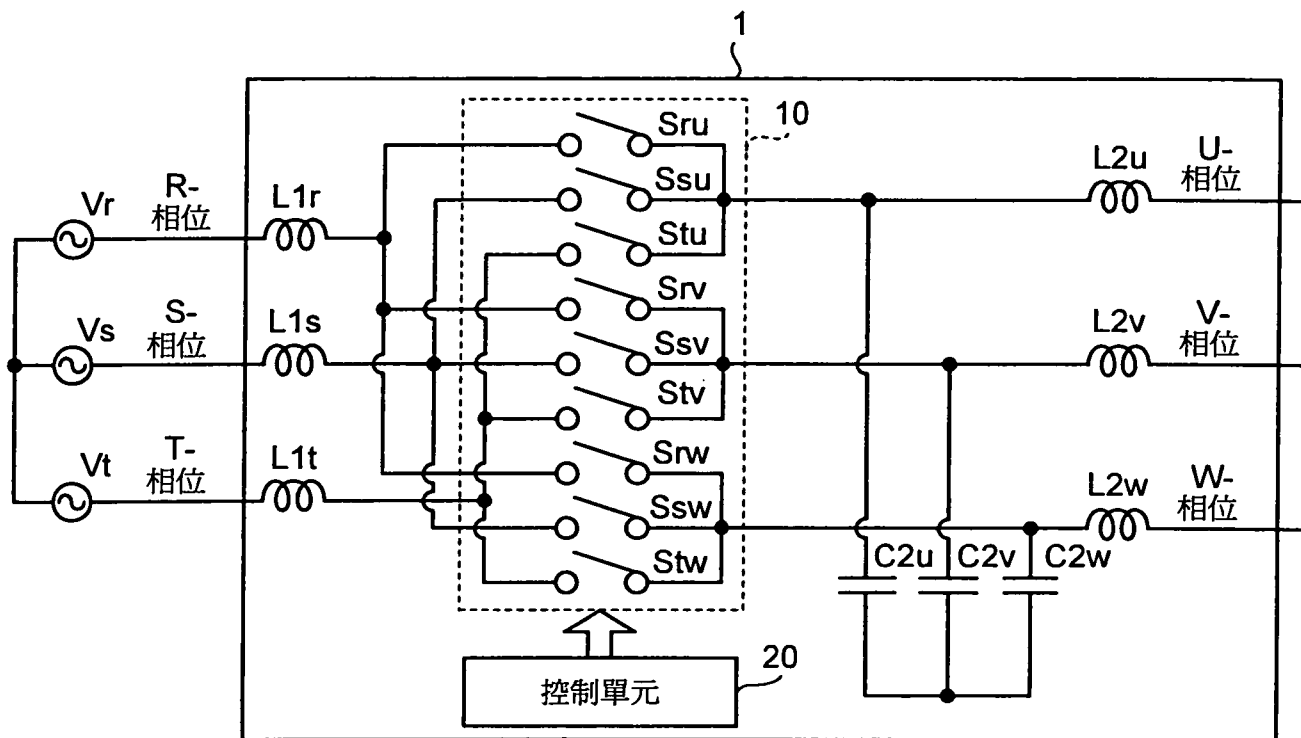 1
10
Sru
Ssu
Stu
Srv
Ssv
Stv
Srw
Ssw
Stw
Vr
R-
相位
L1r
Vs
S-
相位
L1s
Vt
T-
相位
L1t
L2u
U-
相位
L2v
V-
相位
L2w
W-
相位
C2u
C2v
C2w
控制單元
20